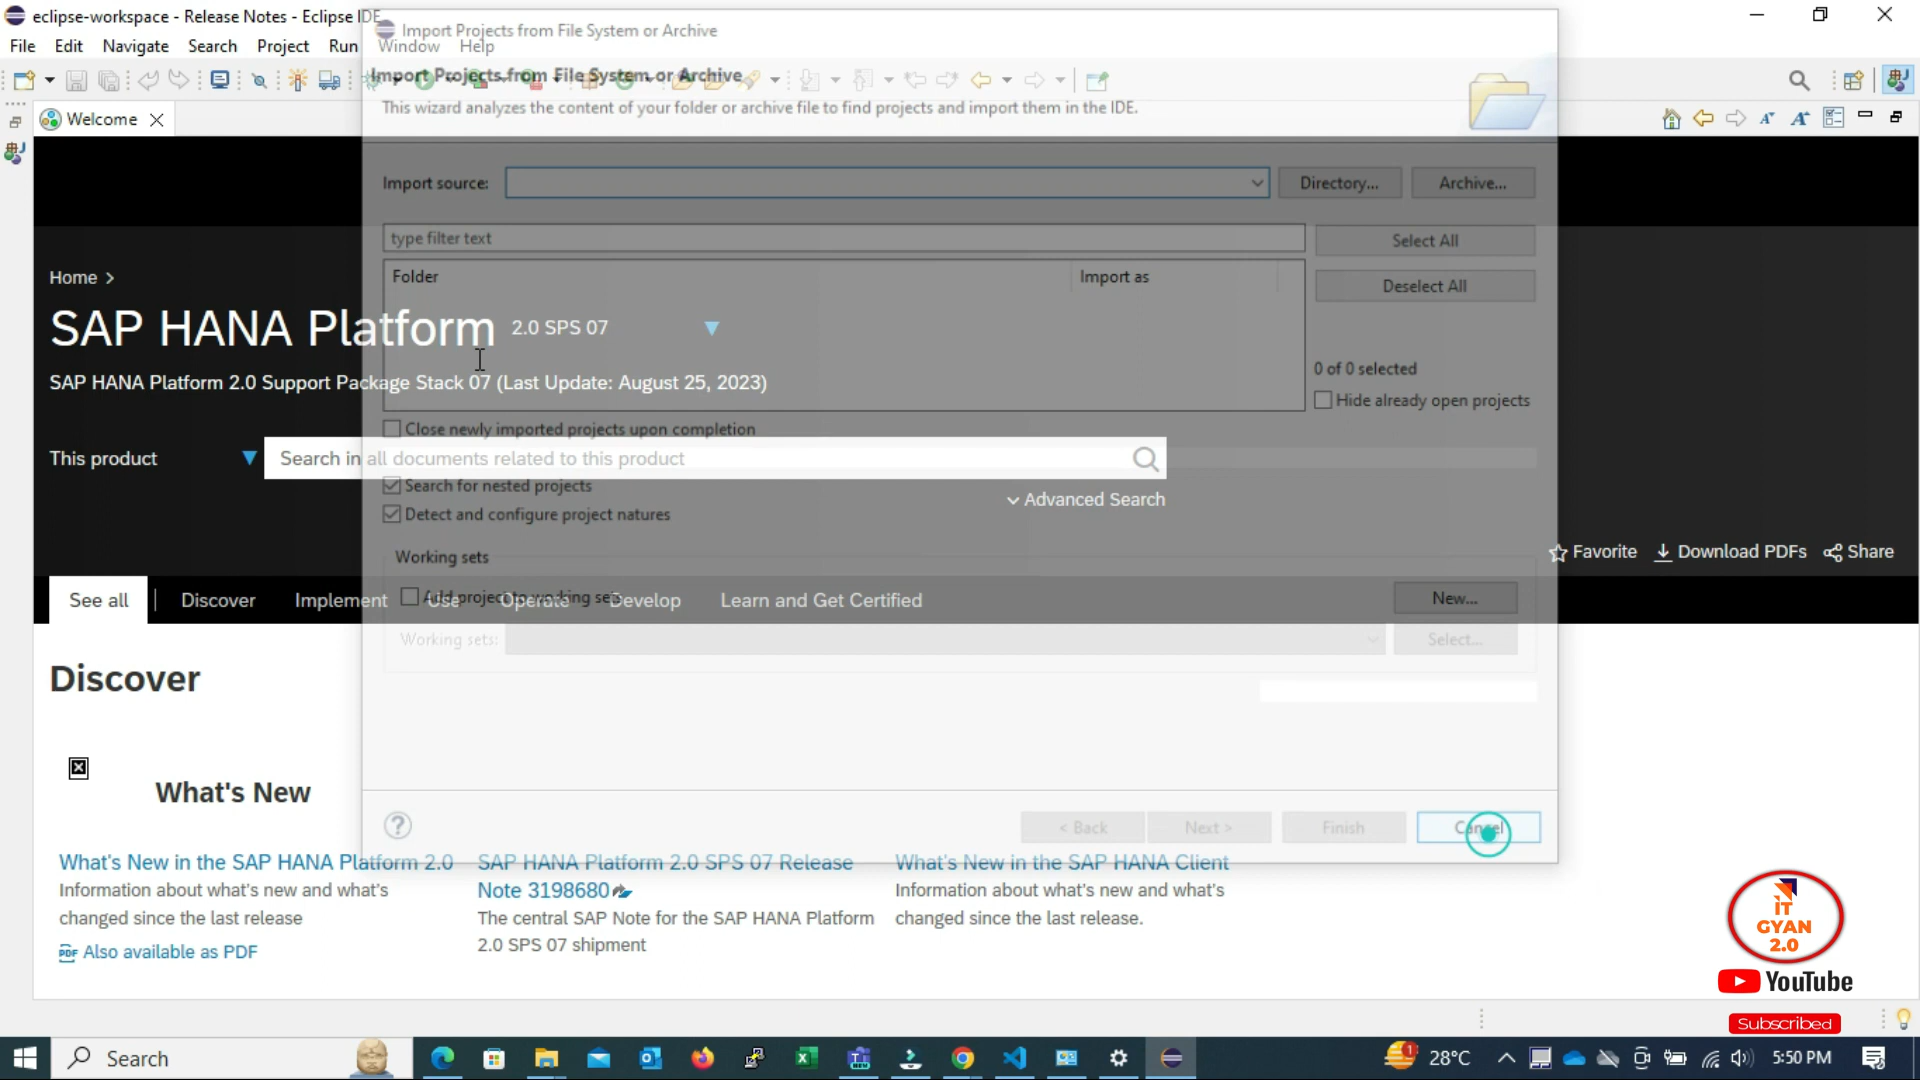 eclipse-workspace - Release Notes - Eclipse IDE
Import Projects from File System or Archive
File Edit Navigate Search Project Run Window Help
Import Projects from File System or Archive
This wizard analyzes the content of your folder or archive file to find projects and import them in the IDE.
Welcome
Import source:
Directory...
Archive...
type filter text
Select All
Home >
Folder
Import as
Deselect All
SAP HANA Platform 2.0 SPS 07
0 of 0 selected
SAP HANA Platform 2.0 Support Package Stack 07 (Last Update: August 25, 2023)
Hide already open projects
Close newly imported projects upon completion
This product
Search in all documents related to this product
Search for nested projects
Advanced Search
Detect and configure project natures
Working sets
Favorite
Download PDFs
Share
See all
Discover
Implement
Use
Operate
Develop
Learn and Get Certified
Add project to working sets
New...
Working sets:
Select...
Discover
What's New
< Back
Next >
Finish
Cancel
What's New in the SAP HANA Platform 2.0
Information about what's new and what's
changed since the last release
PDF Also available as PDF
SAP HANA Platform 2.0 SPS 07 Release
Note 3198680
The central SAP Note for the SAP HANA Platform
2.0 SPS 07 shipment
What's New in the SAP HANA Client
Information about what's new and what's
changed since the last release.
iT
GYAN
2.0
YouTube
Subscribed
Search
28°C
5:50 PM